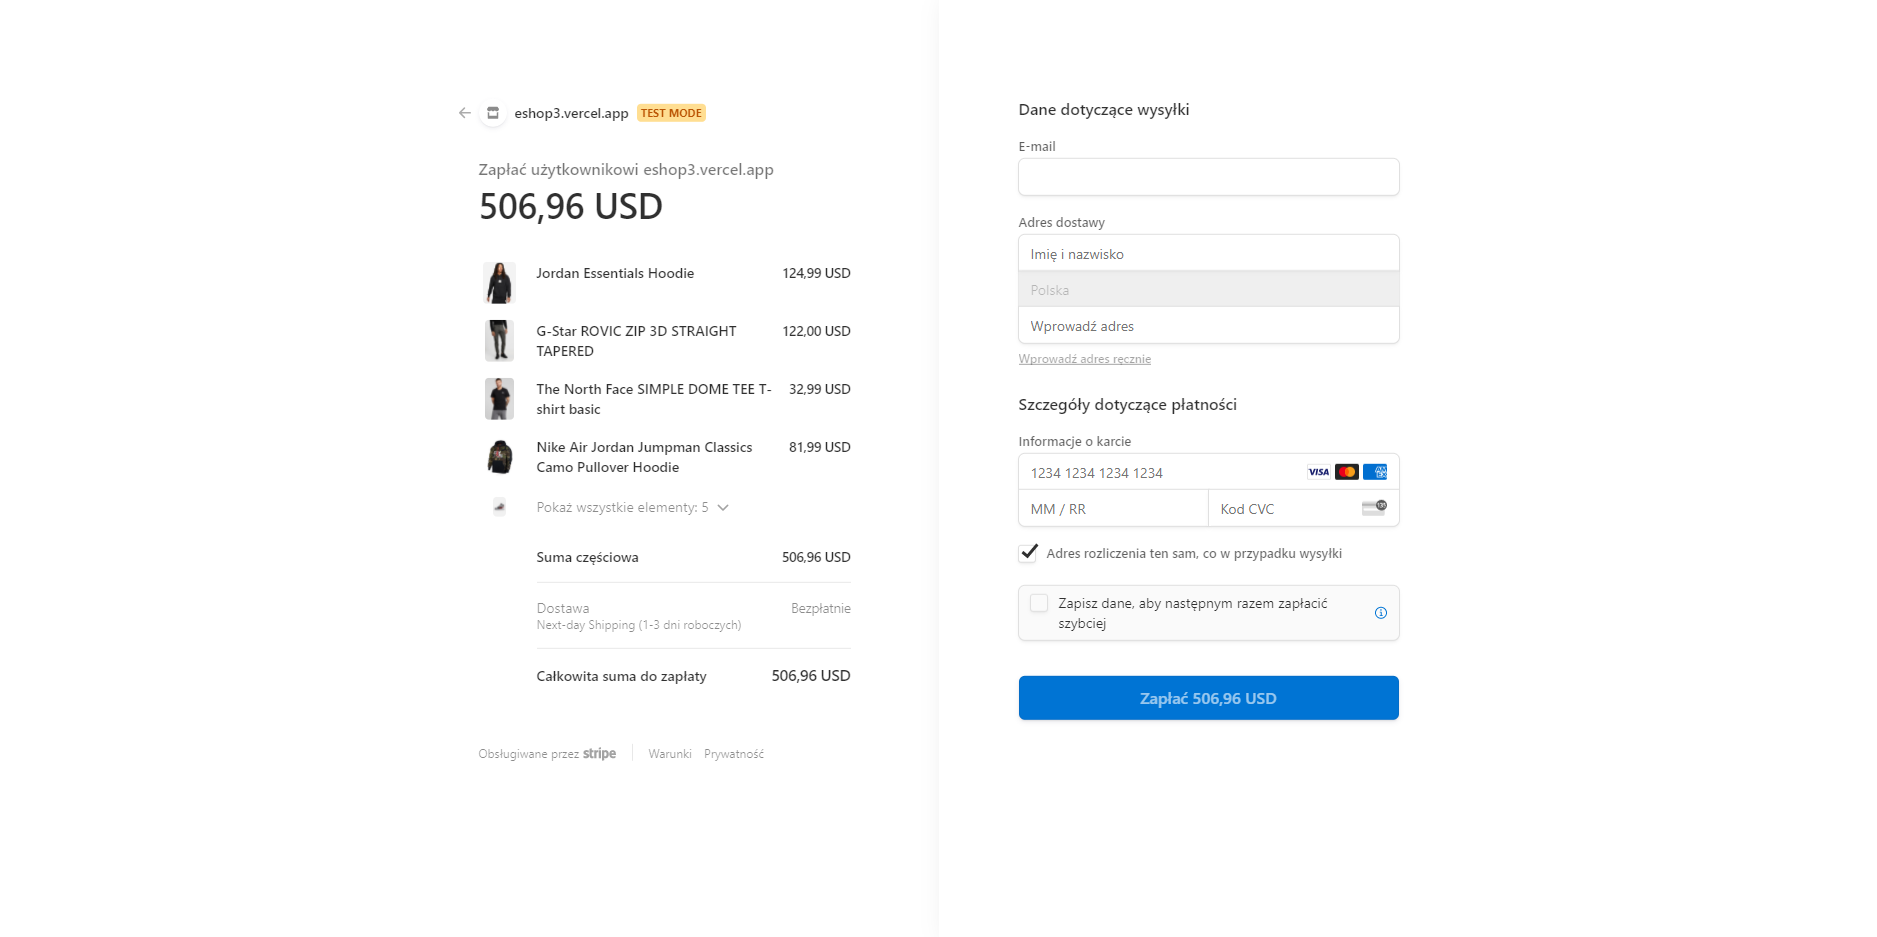 eshop3.vercel.app TEST MODE
Zapłać użytkownikowi eshop3.vercel.app
506,96 USD
Jordan Essentials Hoodie 124,99 USD
G-Star ROVIC ZIP 3D STRAIGHT 122,00 USD
TAPERED
The North Face SIMPLE DOME TEE T- 32,99 USD
shirt basic
Nike Air Jordan Jumpman Classics 81,99 USD
Camo Pullover Hoodie
Pokaż wszystkie elementy: 5
Suma częściowa 506,96 USD
Dostawa Bezpłatnie
Next-day Shipping (1-3 dni roboczych)
Całkowita suma do zapłaty 506,96 USD
Obsługiwane przez stripe Warunki Prywatność
Dane dotyczące wysyłki
E-mail
Adres dostawy
Imię i nazwisko
Polska
Wprowadź adres
Wprowadź adres ręcznie
Szczegóły dotyczące płatności
Informacje o karcie
1234 1234 1234 1234 VISA
MM / RR Kod CVC
Adres rozliczenia ten sam, co w przypadku wysyłki
Zapisz dane, aby następnym razem zapłacić
szybciej
Zapłać 506,96 USD